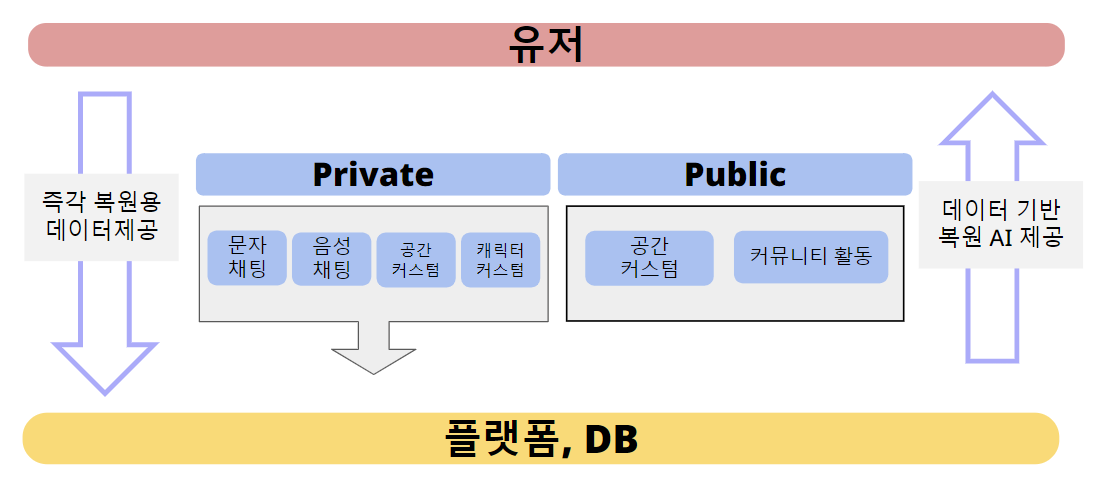 유저
즉각 복원용
데이터제공
Private
Public
문자
채팅
음성
채팅
공간
커스텀
캐릭터
커스텀
공간
커스텀
커뮤니티 활동
데이터 기반
복원 AI 제공
플랫폼, DB